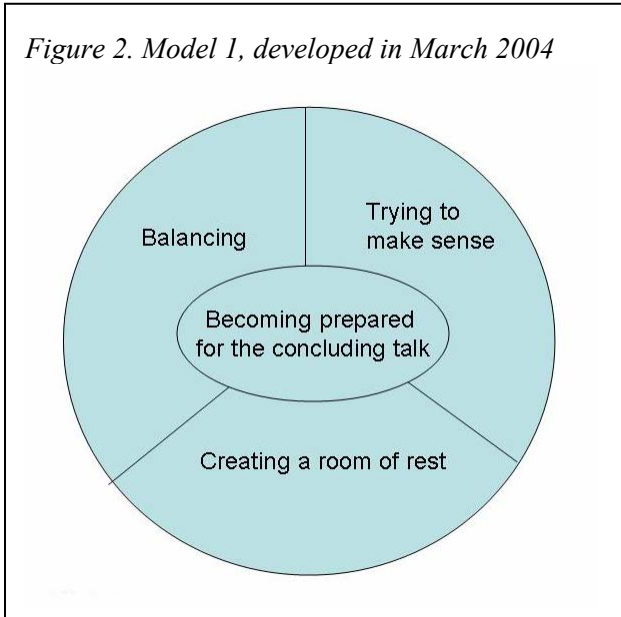 Figure 2. Model 1, developed in March 2004
Balancing
Trying to
make sense
Becoming prepared
for the concluding talk
Creating a room of rest